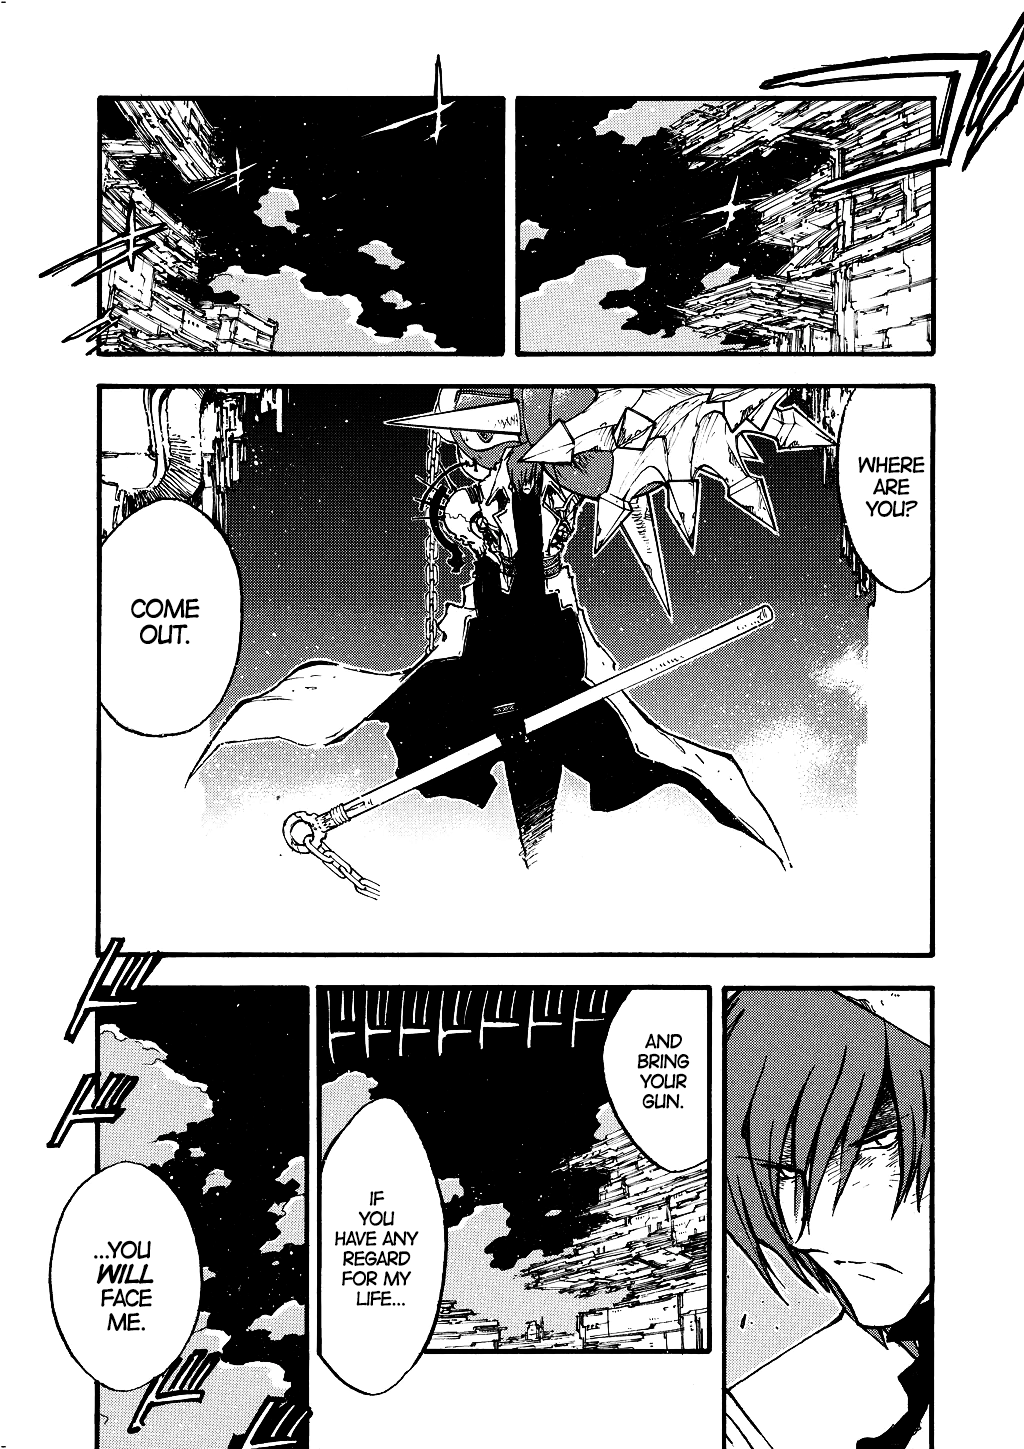 WHERE
ARE
YOU?
COME
OUT.
AND
BRING
YOUR
GUN.
IF
YOU
HAVE ANY
REGARD
FOR MY
LIFE...
...YOU
WILL
FACE
ME.